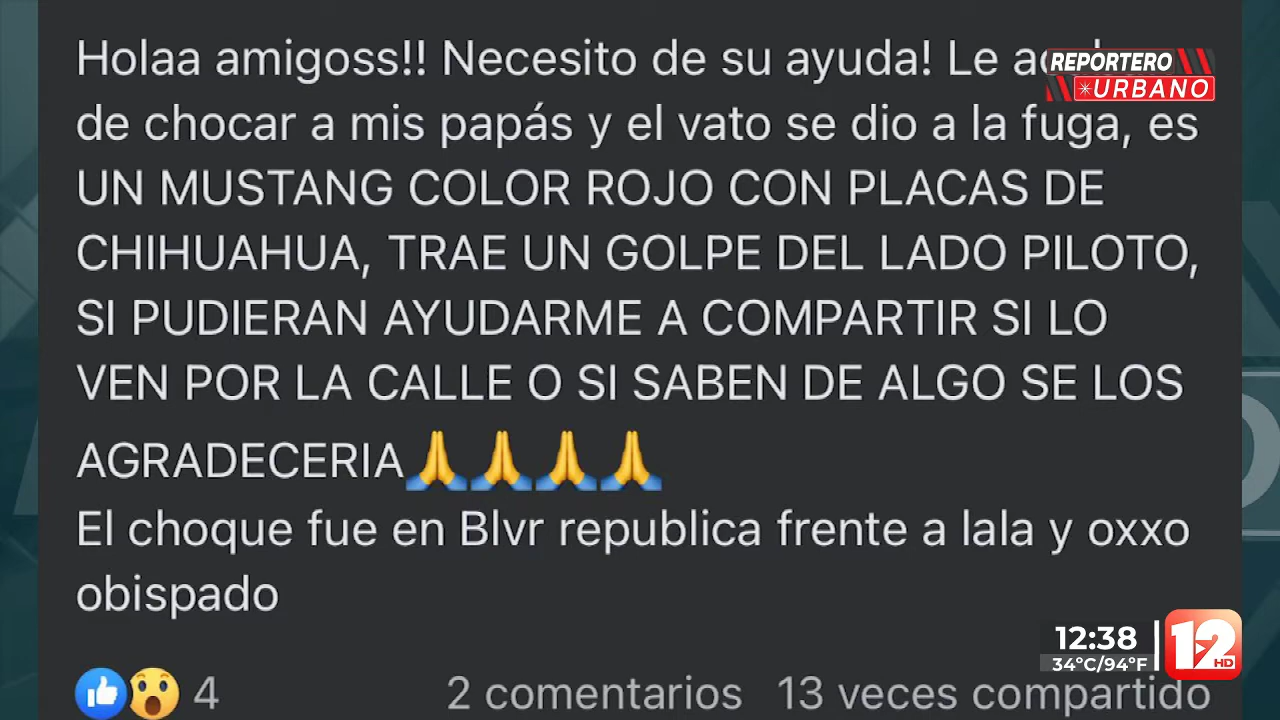 Holaa amigoss!! Necesito de su ayuda! Le
REPORTERO
URBANO
de chocar a mis papás y el vato se dio a la fuga, es
UN MUSTANG COLOR ROJO CON PLACAS DE
CHIHUAHUA, TRAE UN GOLPE DEL LADO PILOTO,
SI PUDIERAN AYUDARME A COMPARTIR SI LO
VEN POR LA CALLE O SI SABEN DE ALGO SE LOS
AGRADECERIA🙏🙏🙏🙏
El choque fue en Blvr republica frente a lala y oxxo
obispado
4 2 comentarios 13 veces compartido
12:38
34°C/94°F
12 HD